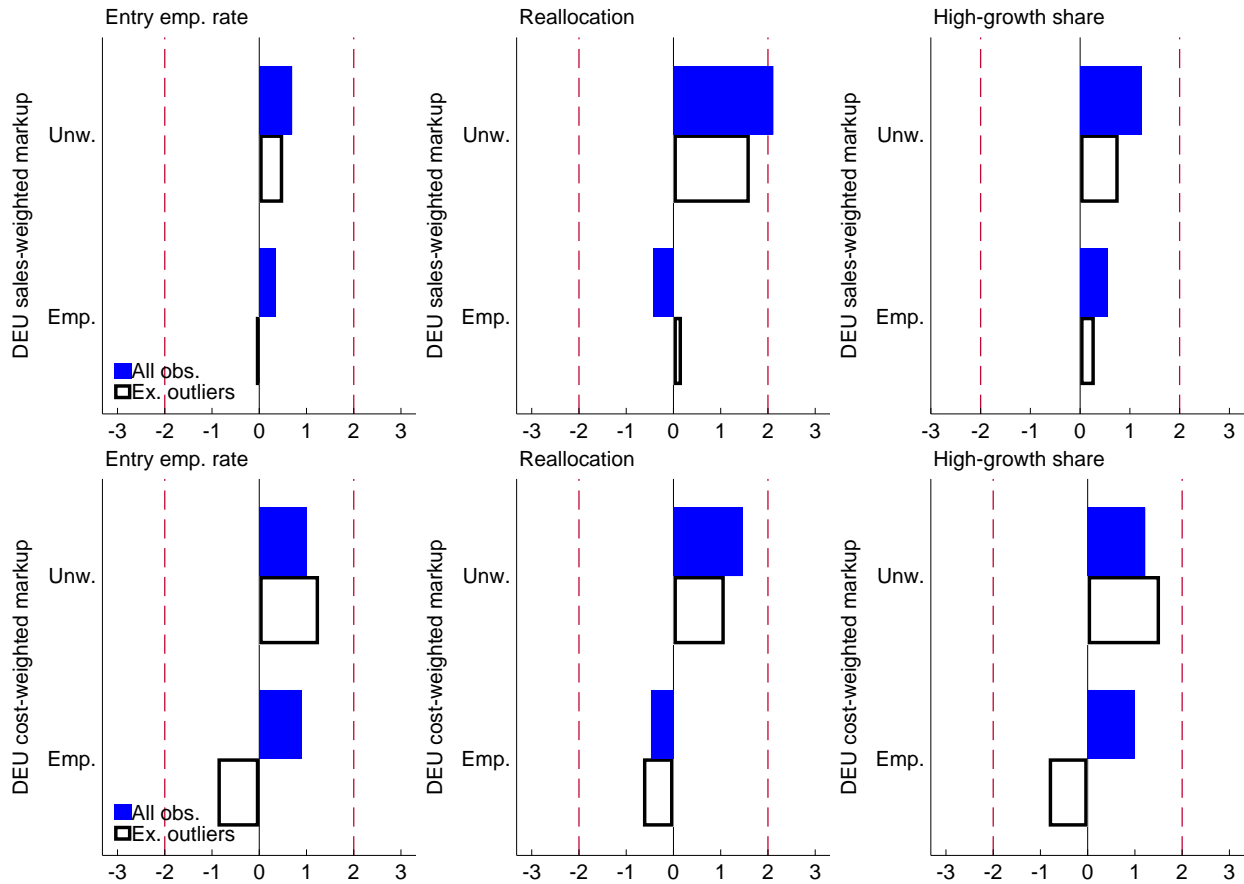 Entry emp. rate
DEU sales-weighted markup
Unw.
Emp.
All obs.
Ex. outliers
-3 -2 -1 0 1 2 3
Reallocation
DEU sales-weighted markup
Unw.
Emp.
-3 -2 -1 0 1 2 3
High-growth share
DEU sales-weighted markup
Unw.
Emp.
-3 -2 -1 0 1 2 3
Entry emp. rate
DEU cost-weighted markup
Unw.
Emp.
All obs.
Ex. outliers
-3 -2 -1 0 1 2 3
Reallocation
DEU cost-weighted markup
Unw.
Emp.
-3 -2 -1 0 1 2 3
High-growth share
DEU cost-weighted markup
Unw.
Emp.
-3 -2 -1 0 1 2 3